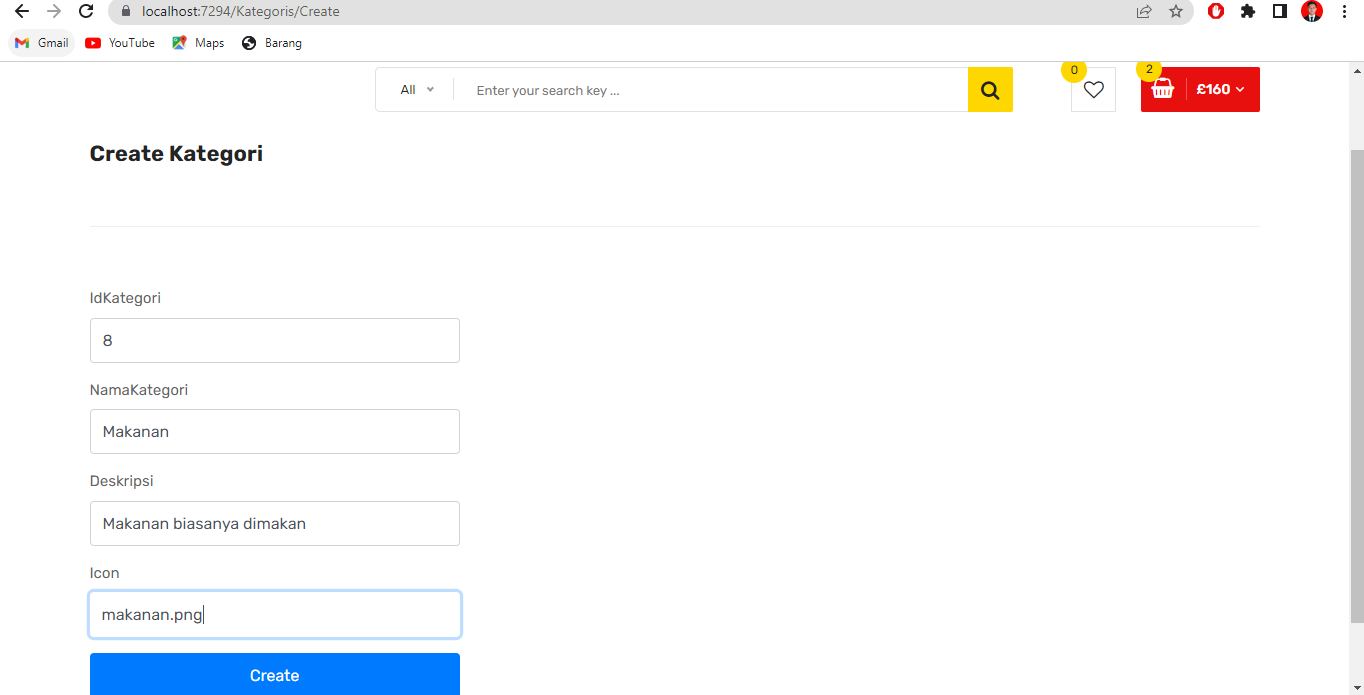 localhost:7294/Kategoris/Create
Gmail YouTube Maps Barang
All Enter your search key ... 0 2 £160
Create Kategori
IdKategori
8
NamaKategori
Makanan
Deskripsi
Makanan biasanya dimakan
Icon
makanan.png
Create